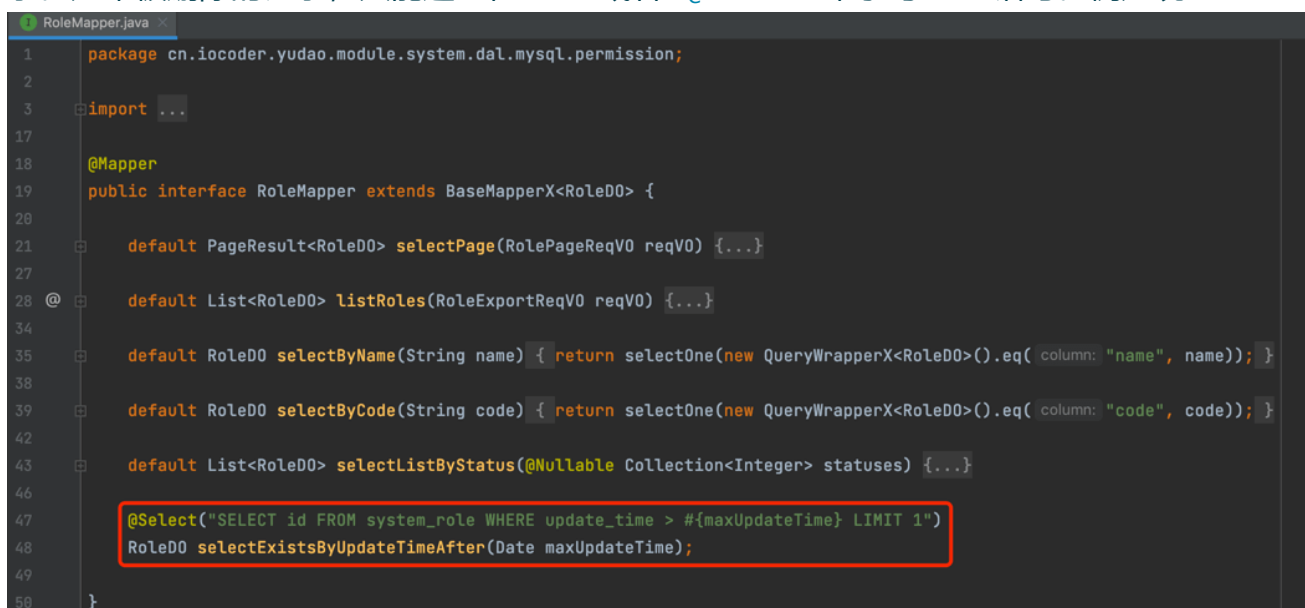 RoleMapper.java ×
1 package cn.iocoder.yudao.module.system.dal.mysql.permission;
2
3 import ...
17
18 @Mapper
19 public interface RoleMapper extends BaseMapperX<RoleDO> {
20
21 default PageResult<RoleDO> selectPage(RolePageReqVO reqVO) {...}
27
28 @ default List<RoleDO> listRoles(RoleExportReqVO reqVO) {...}
34
35 default RoleDO selectByName(String name) { return selectOne(new QueryWrapperX<RoleDO>().eq( column: "name", name)); }
38
39 default RoleDO selectByCode(String code) { return selectOne(new QueryWrapperX<RoleDO>().eq( column: "code", code)); }
42
43 default List<RoleDO> selectListByStatus(@Nullable Collection<Integer> statuses) {...}
46
47 @Select("SELECT id FROM system_role WHERE update_time > #{maxUpdateTime} LIMIT 1")
48 RoleDO selectExistsByUpdateTimeAfter(Date maxUpdateTime);
49
50 }